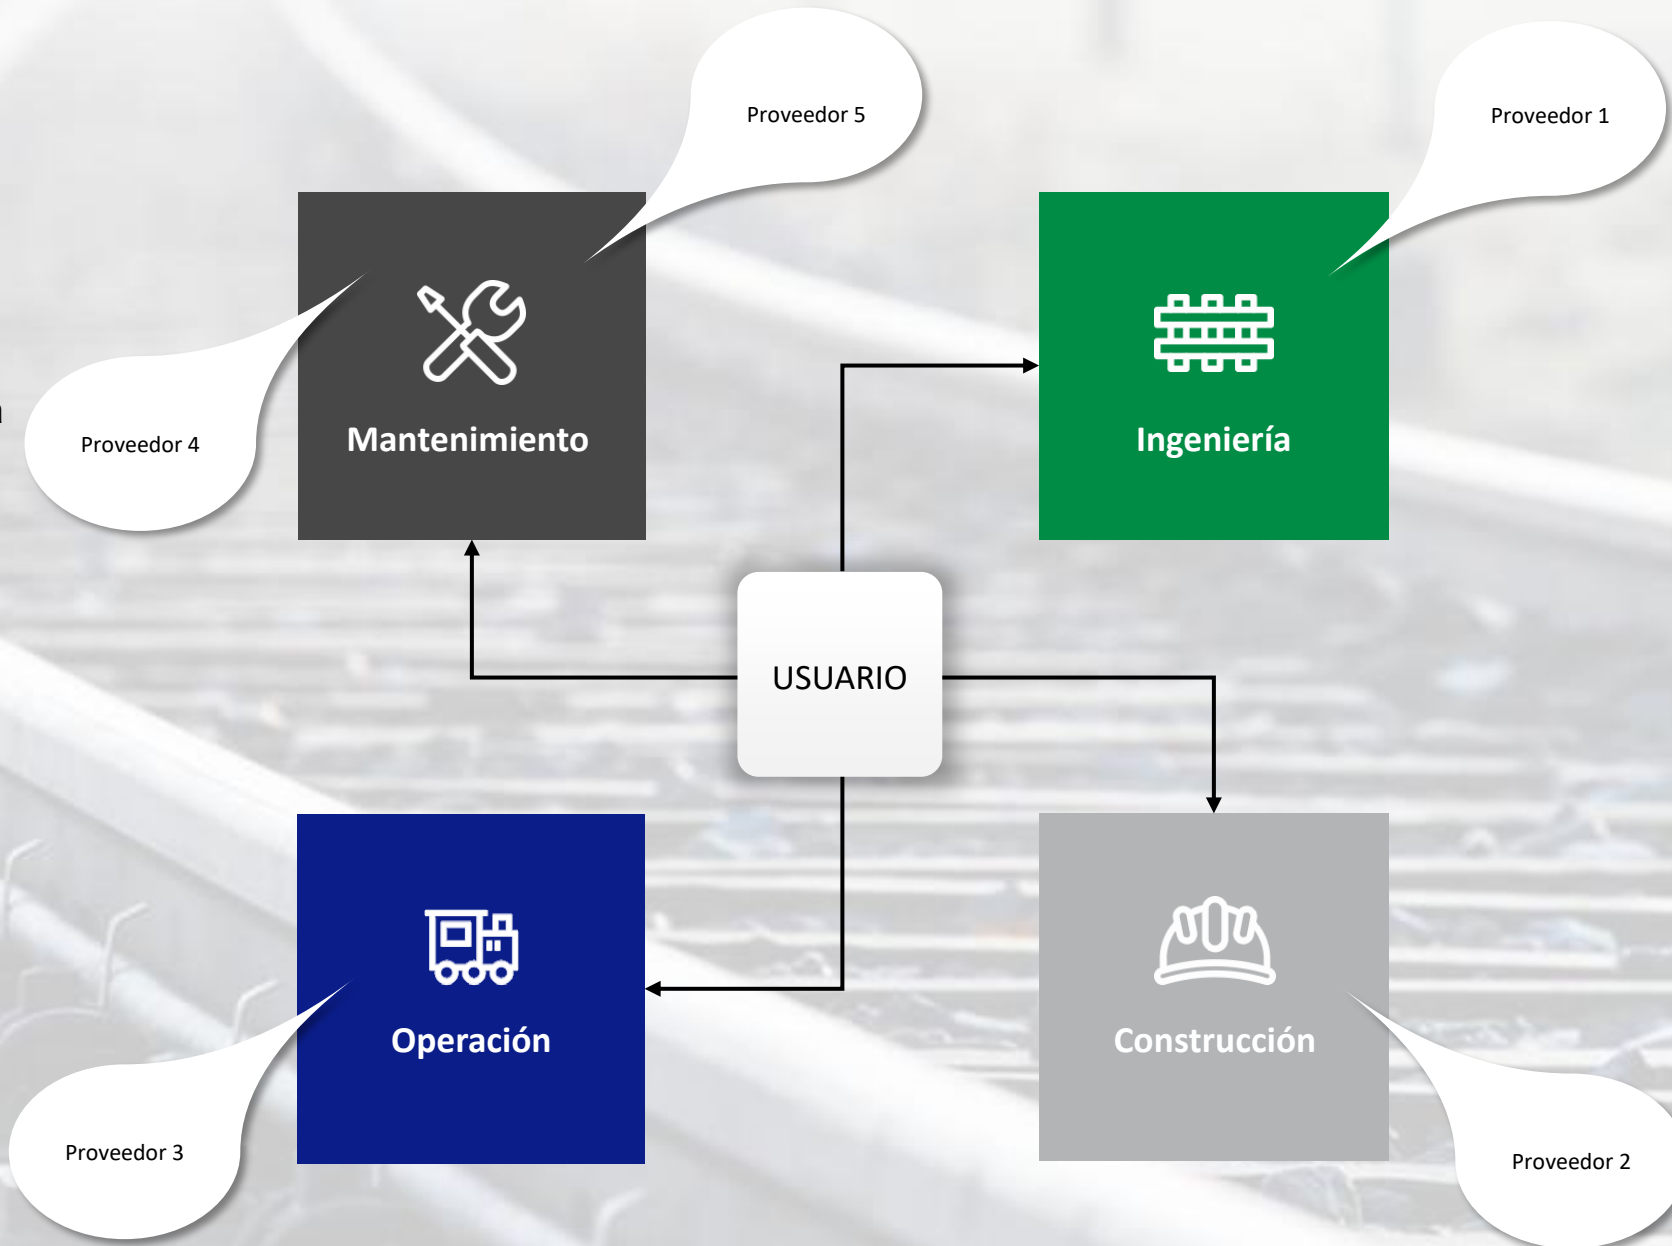 Proveedor 5
Proveedor 1
Proveedor 4
Mantenimiento
Ingeniería
USUARIO
Operación
Construcción
Proveedor 3
Proveedor 2